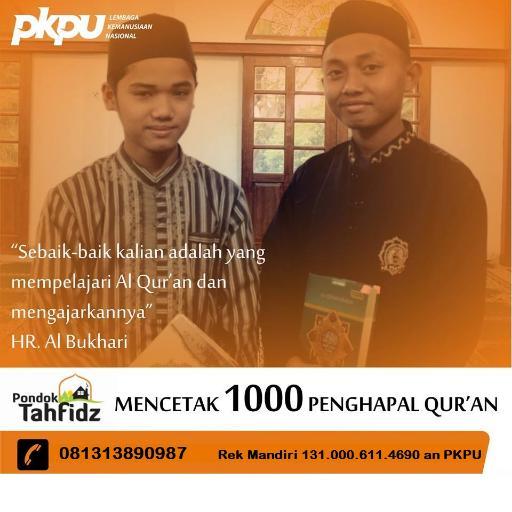 pkpu LEMBAGA
KEMANUSIAAN
NASIONAL
“Sebaik-baik kalian adalah yang
mempelajari Al Qur’an dan
mengajarkannya”
HR. Al Bukhari
Pondok
Tahfidz
MENCETAK 1000 PENGHAPAL QUR’AN
081313890987 Rek Mandiri 131.000.611.4690 an PKPU